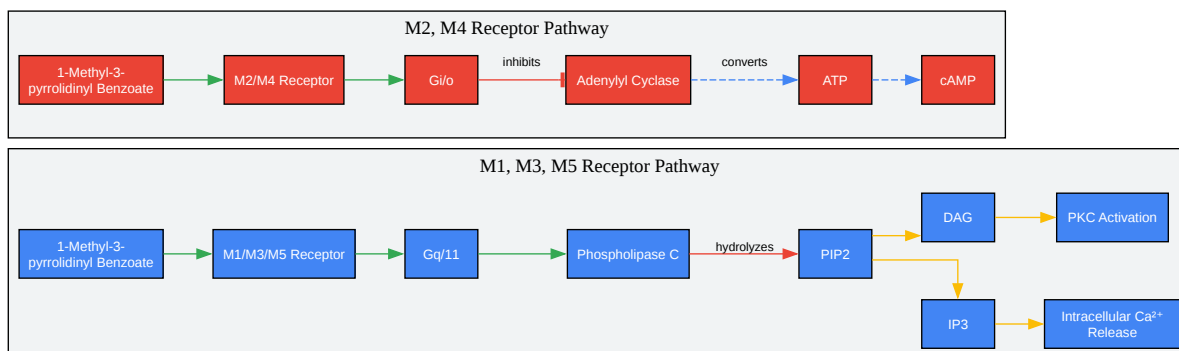 M2, M4 Receptor Pathway
1-Methyl-3-
pyrrolidinyl Benzoate
M2/M4 Receptor
Gi/o
inhibits
Adenylyl Cyclase
converts
ATP
cAMP
M1, M3, M5 Receptor Pathway
1-Methyl-3-
pyrrolidinyl Benzoate
M1/M3/M5 Receptor
Gq/11
Phospholipase C
hydrolyzes
PIP2
DAG
PKC Activation
IP3
Intracellular Ca²⁺
Release